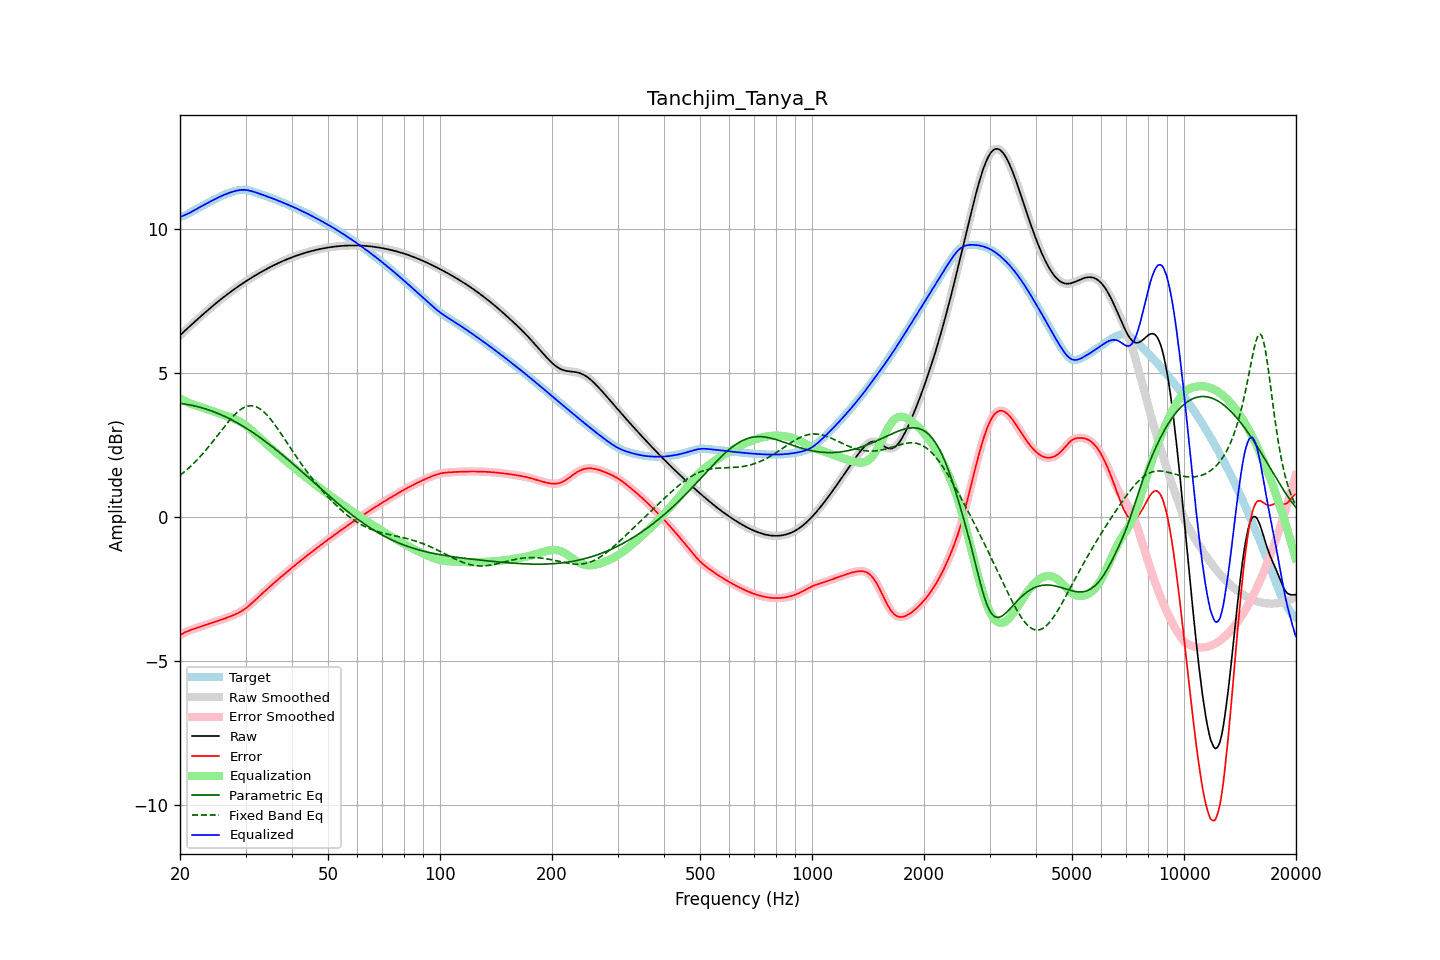 Tanchjim_Tanya_R
Amplitude (dBr)
10
5
0
−5
−10
Target
Raw Smoothed
Error Smoothed
Raw
Error
Equalization
Parametric Eq
Fixed Band Eq
Equalized
20 50 100 200 500 1000 2000 5000 10000 20000
Frequency (Hz)